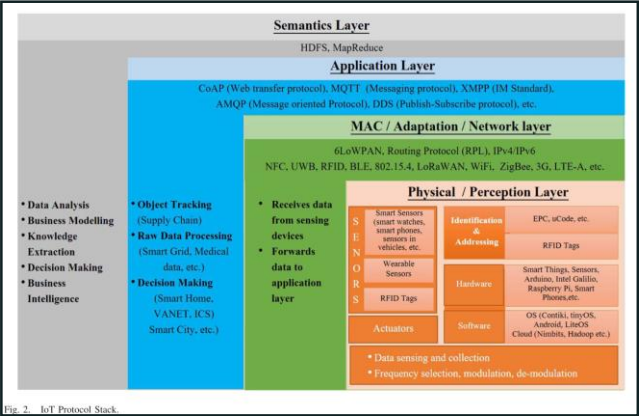 Semantics Layer
HDFS, MapReduce
Application Layer
CoAP (Web transfer protocol), MQTT (Messaging protocol), XMPP (IM Standard),
AMQP (Message oriented Protocol), DDS (Publish-Subscribe protocol), etc.
MAC / Adaptation / Network layer
6LoWPAN, Routing Protocol (RPL), IPv4/IPv6
NFC, UWB, RFID, BLE, 802.15.4, LoRaWAN, WiFi, ZigBee, 3G, LTE-A, etc.
Physical / Perception Layer
• Data Analysis
• Business Modelling
• Knowledge
Extraction
• Decision Making
• Business
Intelligence
• Object Tracking
(Supply Chain)
• Raw Data Processing
(Smart Grid, Medical
data, etc.)
• Decision Making
(Smart Home,
VANET, ICS)
Smart City, etc.)
• Receives data
from sensing
devices
• Forwards
data to
application
layer
S
E
N
O
R
S
Smart Sensors
(smart watches,
smart phones,
sensors in
vehicles, etc.
Wearable
Sensors
RFID Tags
Actuators
Identification
&
Addressing
EPC, uCode, etc.
RFID Tags
Hardware
Smart Things, Sensors,
Arduino, Intel Galilio,
Raspberry Pi, Smart
Phones,etc.
Software
OS (Contiki, tinyOS,
Android, LiteOS
Cloud (Nimbits, Hadoop etc.)
• Data sensing and collection
• Frequency selection, modulation, de-modulation
Fig. 2. IoT Protocol Stack.